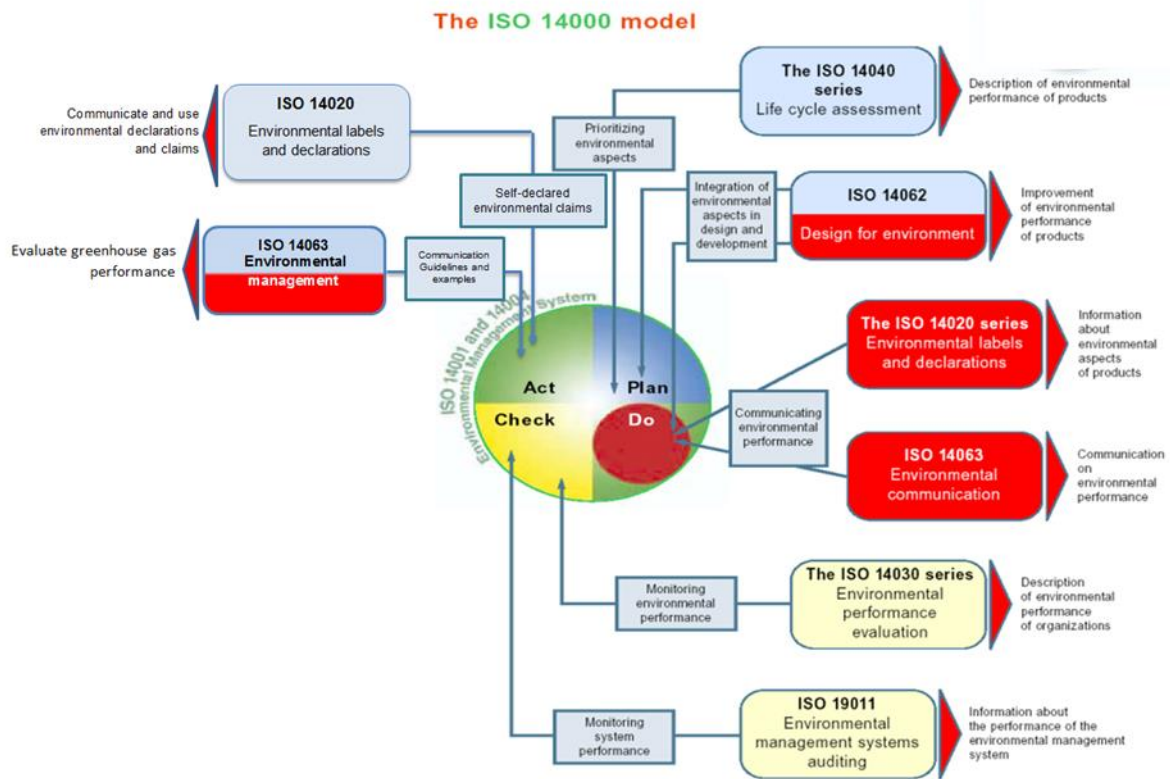 The ISO 14000 model
ISO 14020
Environmental labels
and declarations
Communicate and use
environmental declarations
and claims
Self-declared
environmental claims
ISO 14063
Environmental
management
Evaluate greenhouse gas
performance
Communication
Guidelines and
examples
The ISO 14040
series
Life cycle assessment
Description of environmental
performance of products
Prioritizing
environmental
aspects
ISO 14062
Design for environment
Improvement
of environmental
performance
of products
Integration of
environmental
aspects in
design and
development
ISO 14001 and 14004
Environmental Management System
Act
Plan
Check
Do
The ISO 14020 series
Environmental labels
and declarations
Information
about
environmental
aspects
of products
Communicating
environmental
performance
ISO 14063
Environmental
communication
Communication
on
environmental
performance
The ISO 14030 series
Environmental
performance
evaluation
Description
of environmental
performance
of organizations
Monitoring
environmental
performance
ISO 19011
Environmental
management systems
auditing
Information about
the performance of the
environmental management
system
Monitoring
system
performance